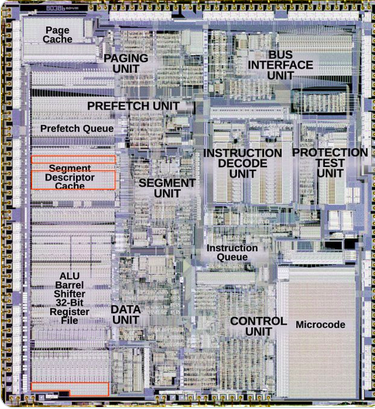 Page
Cache
PAGING
UNIT
BUS
INTERFACE
UNIT
PREFETCH UNIT
Prefetch Queue
Segment
Descriptor
Cache
SEGMENT
UNIT
INSTRUCTION
DECODE
UNIT
PROTECTION
TEST
UNIT
Instruction
Queue
ALU
Barrel
Shifter
32-Bit
Register
File
DATA
UNIT
CONTROL
UNIT
Microcode